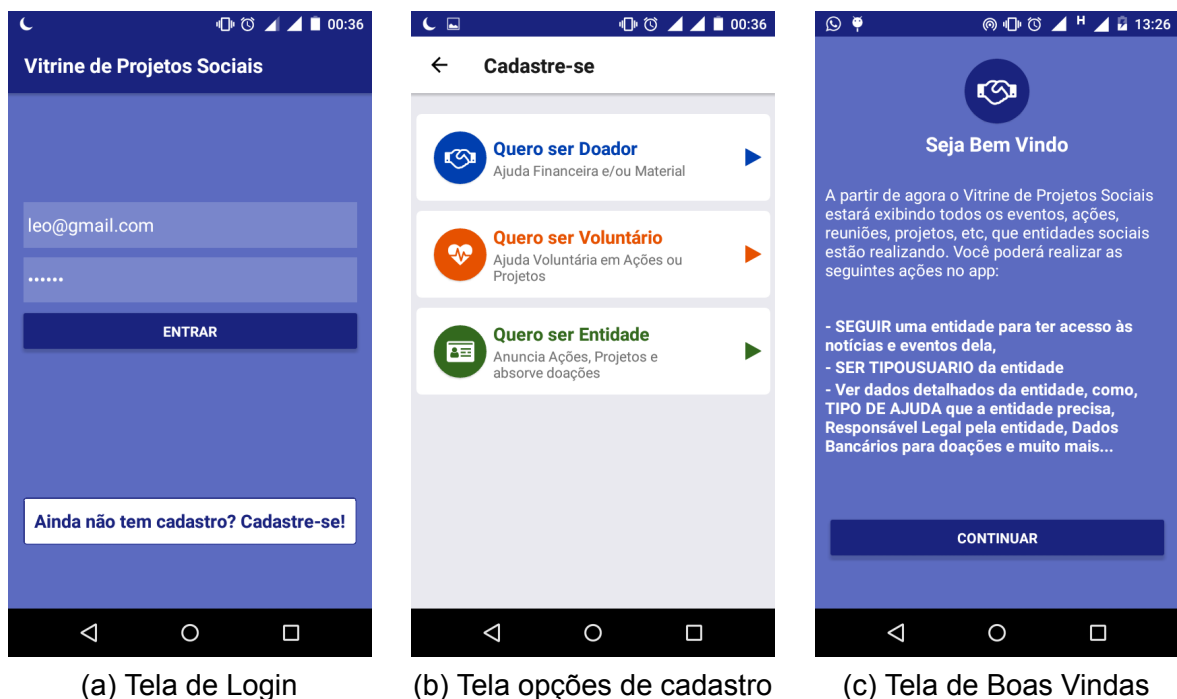 00:36
Vitrine de Projetos Sociais
leo@gmail.com
••••••
ENTRAR
Ainda não tem cadastro? Cadastre-se!
(a) Tela de Login
00:36
Cadastre-se
Quero ser Doador
Ajuda Financeira e/ou Material
Quero ser Voluntário
Ajuda Voluntária em Ações ou
Projetos
Quero ser Entidade
Anuncia Ações, Projetos e
absorve doações
(b) Tela opções de cadastro
H 13:26
Seja Bem Vindo
A partir de agora o Vitrine de Projetos Sociais
estará exibindo todos os eventos, ações,
reuniões, projetos, etc, que entidades sociais
estão realizando. Você poderá realizar as
seguintes ações no app:
- SEGUIR uma entidade para ter acesso às
notícias e eventos dela,
- SER TIPOUSUARIO da entidade
- Ver dados detalhados da entidade, como,
TIPO DE AJUDA que a entidade precisa,
Responsável Legal pela entidade, Dados
Bancários para doações e muito mais...
CONTINUAR
(c) Tela de Boas Vindas